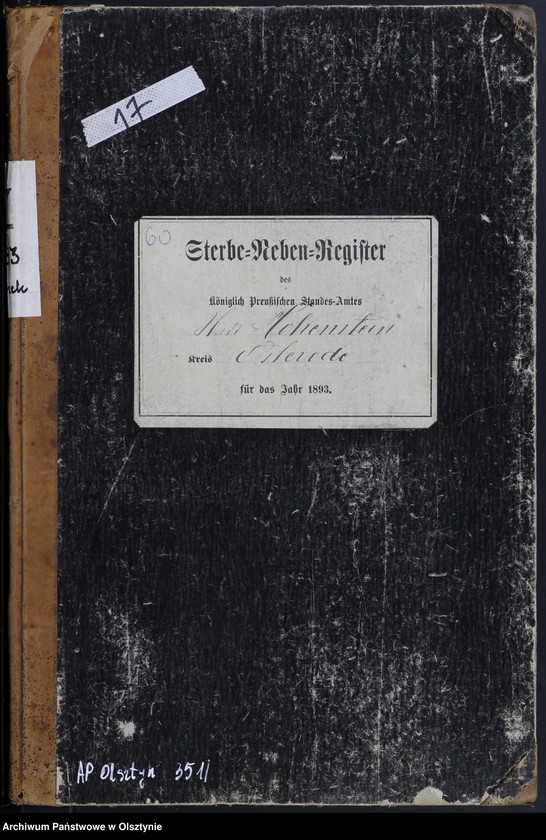 17
60
Sterbe=Neben=Register
des
Königlich Preußischen Standes=Amtes
Hohenstein
Kreis Osterode
für das Jahr 1893.
AP Olsztyn 351/
Archiwum Państwowe w Olsztynie